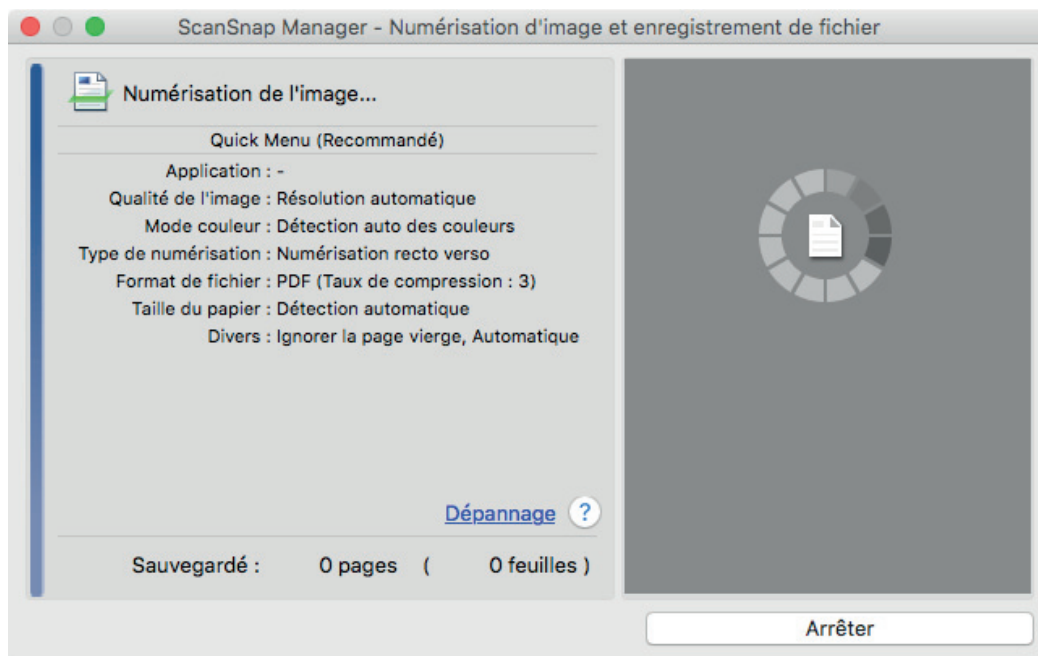 ScanSnap Manager - Numérisation d'image et enregistrement de fichier
Numérisation de l'image...
Quick Menu (Recommandé)
Application : -
Qualité de l'image : Résolution automatique
Mode couleur : Détection auto des couleurs
Type de numérisation : Numérisation recto verso
Format de fichier : PDF (Taux de compression : 3)
Taille du papier : Détection automatique
Divers : Ignorer la page vierge, Automatique
Dépannage ?
Sauvegardé : 0 pages ( 0 feuilles )
Arrêter